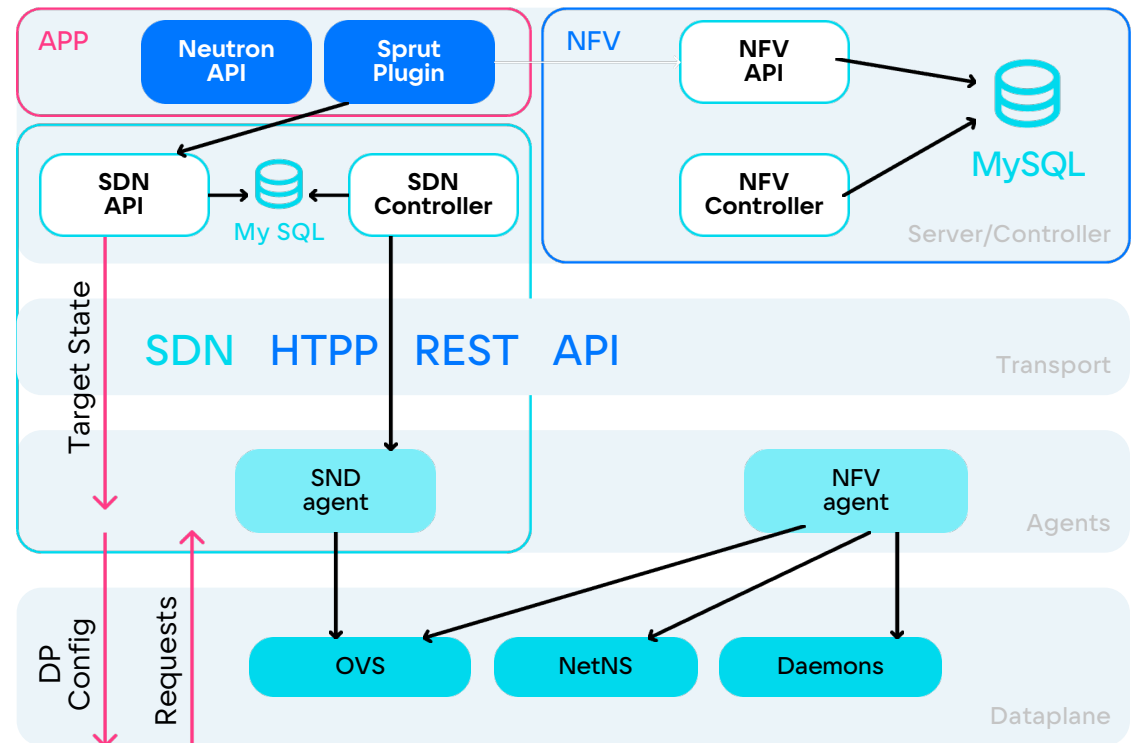 APP
Neutron
API
Sprut
Plugin
NFV
NFV
API
MySQL
SDN
API
My SQL
SDN
Controller
NFV
Controller
Server/Controller
Target State
SDN HTPP REST API
Transport
SND
agent
NFV
agent
Agents
DP
Config
Requests
OVS
NetNS
Daemons
Dataplane